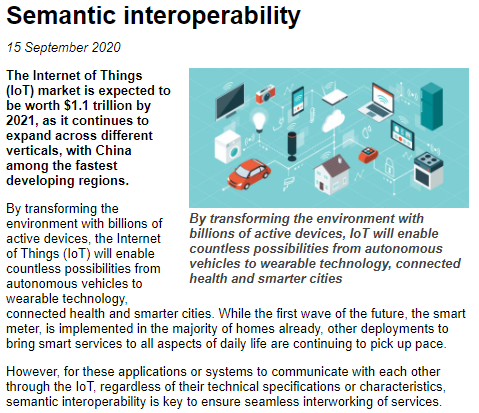 Semantic interoperability
15 September 2020
The Internet of Things
(IoT) market is expected to
be worth $1.1 trillion by
2021, as it continues to
expand across different
verticals, with China
among the fastest
developing regions.
By transforming the environment with
billions of active devices, IoT will enable
countless possibilities from autonomous
vehicles to wearable technology, connected
health and smarter cities
By transforming the
environment with billions of
active devices, the Internet
of Things (IoT) will enable
countless possibilities from
autonomous vehicles to
wearable technology,
connected health and smarter cities. While the first wave of the future, the smart
meter, is implemented in the majority of homes already, other deployments to
bring smart services to all aspects of daily life are continuing to pick up pace.
However, for these applications or systems to communicate with each other
through the IoT, regardless of their technical specifications or characteristics,
semantic interoperability is key to ensure seamless interworking of services.